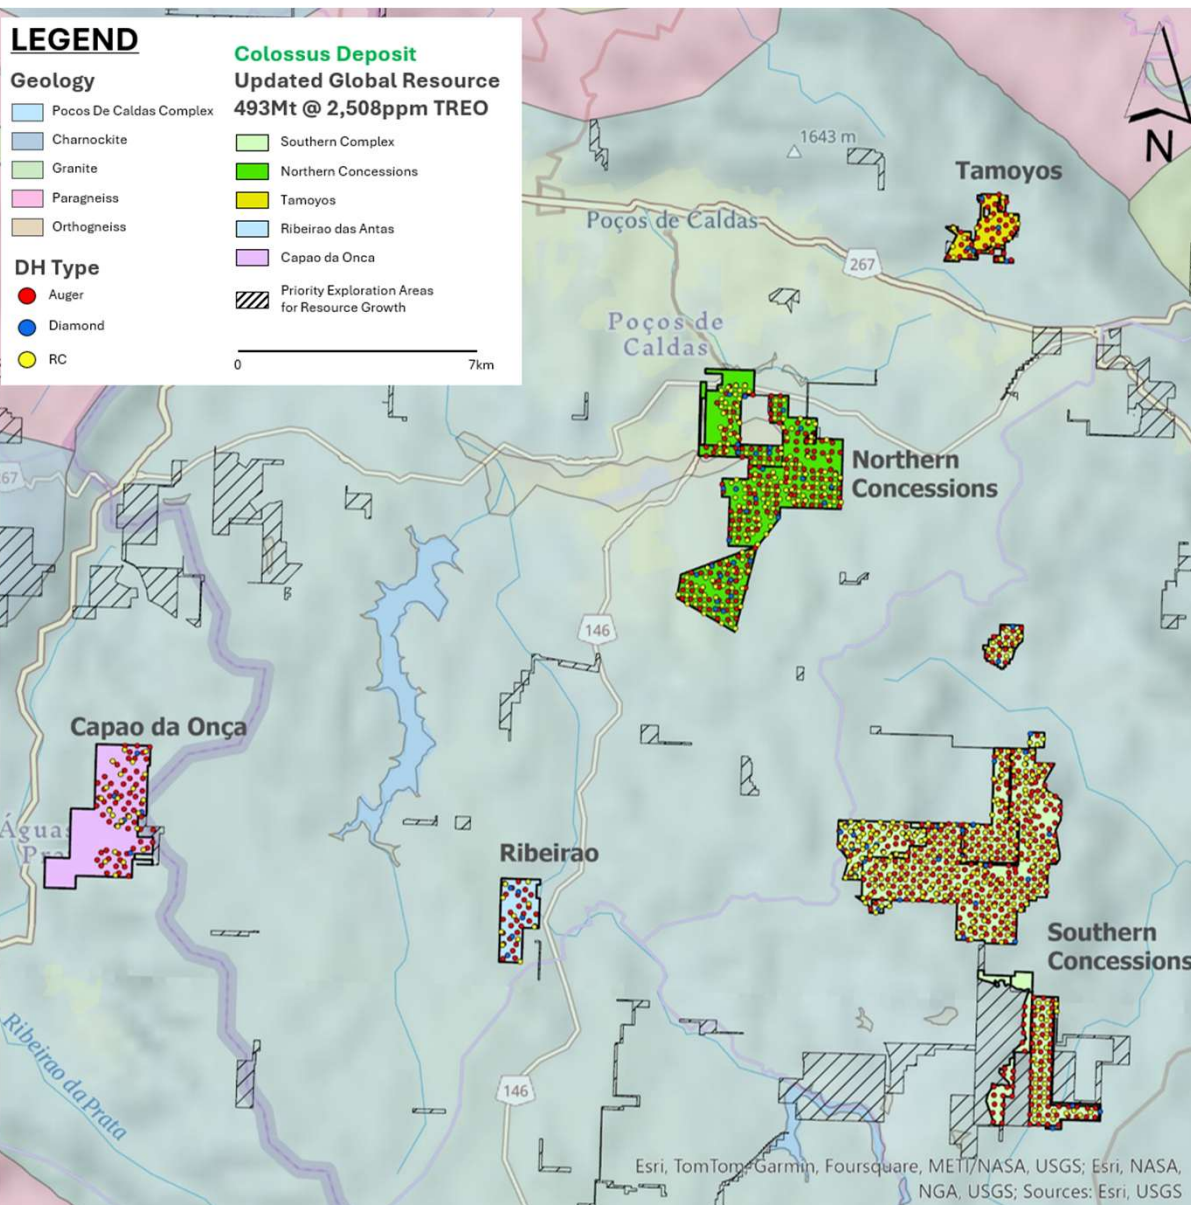 LEGEND
Geology
Pocos De Caldas Complex
Charnockite
Granite
Paragneiss
Orthogneiss
DH Type
Auger
Diamond
RC
Colossus Deposit
Updated Global Resource
493Mt @ 2,508ppm TREO
Southern Complex
Northern Concessions
Tamoyos
Ribeirao das Antas
Capao da Onca
Priority Exploration Areas
for Resource Growth
0 7km
1643 m
N
Tamoyos
Poços de Caldas
267
Poços de
Caldas
Northern
Concessions
67
146
Capao da Onça
Águas
Ribeirao
Southern
Concessions
Ribeirao da Prata
146
Esri, TomTom, Garmin, Foursquare, METI/NASA, USGS; Esri, NASA,
NGA, USGS; Sources: Esri, USGS